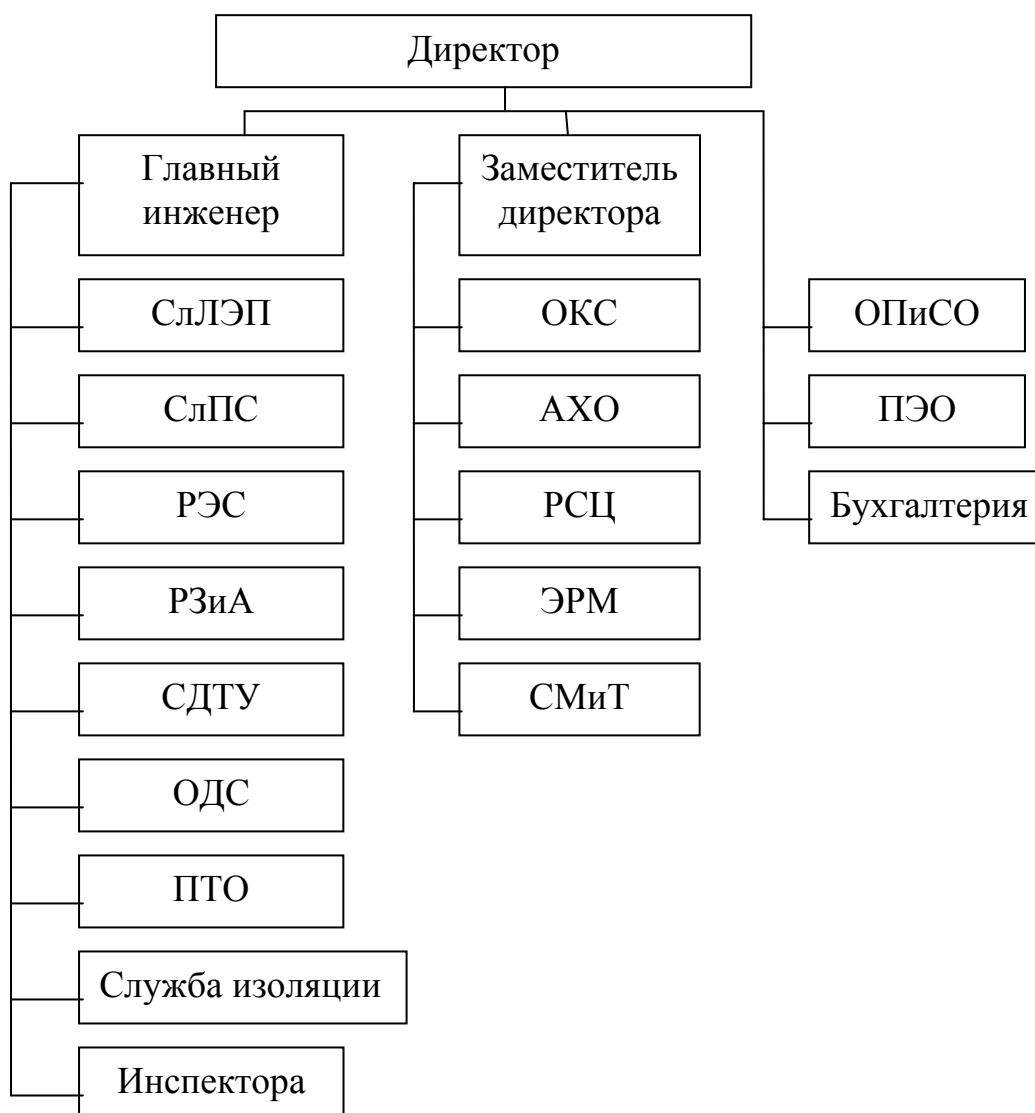 Директор
Главный
инженер
СлЛЭП
СлПС
РЭС
РЗиА
СДТУ
ОДС
ПТО
Служба изоляции
Инспектора
Заместитель
директора
ОКС
АХО
РСЦ
ЭРМ
СМиТ
ОПиСО
ПЭО
Бухгалтерия